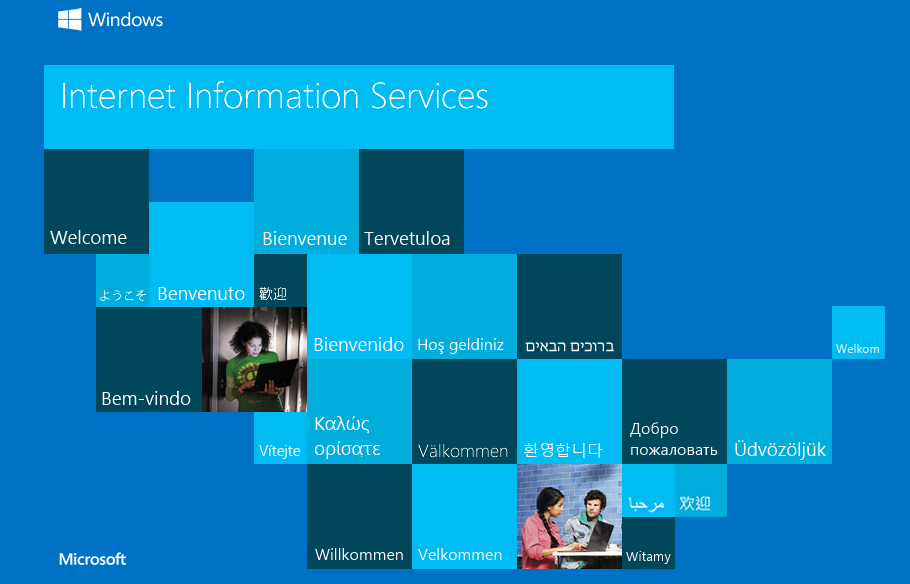 Windows
Internet Information Services
Welcome
Bienvenue
Tervetuloa
ようこそ
Benvenuto
歡迎
Bienvenido
Hoş geldiniz
ברוכים הבאים
Welkom
Bem-vindo
Vítejte
Καλώς
ορίσατε
Välkommen
환영합니다
Добро
пожаловать
Üdvözöljük
Willkommen
Velkommen
مرحبا
欢迎
Witamy
Microsoft